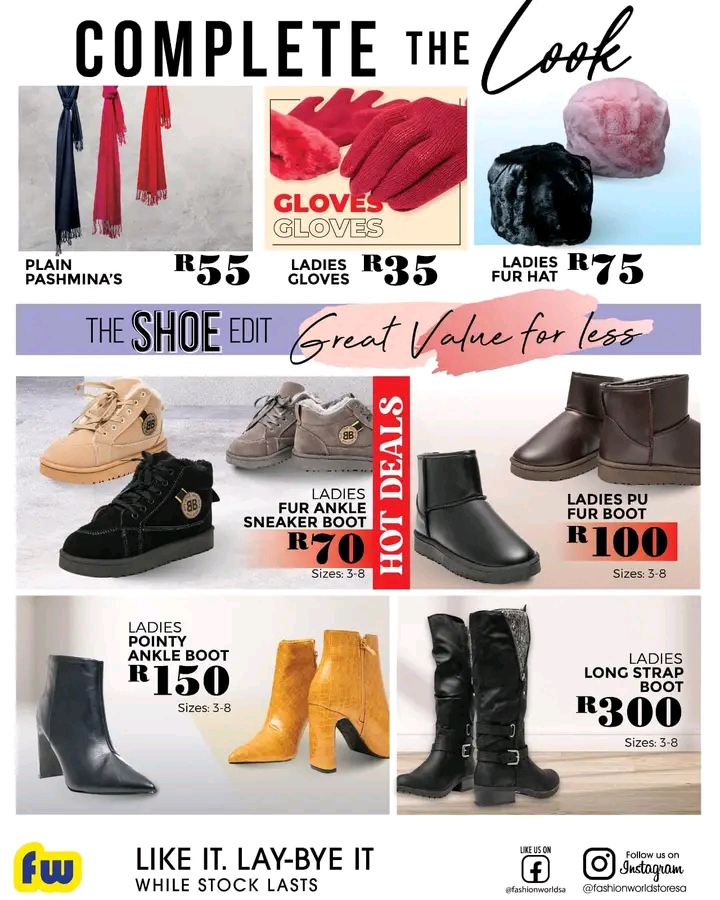 COMPLETE THE Look
GLOVES
GLOVES
PLAIN
PASHMINA'S
R55
LADIES
GLOVES
R35
LADIES
FUR HAT
R75
THE SHOE EDIT Great Value for less
BB
BB
BB
LADIES
FUR ANKLE
SNEAKER BOOT
R70
Sizes: 3-8
HOT DEALS
LADIES PU
FUR BOOT
R100
Sizes: 3-8
LADIES
POINTY
ANKLE BOOT
R150
Sizes: 3-8
LADIES
LONG STRAP
BOOT
R300
Sizes: 3-8
fw
LIKE IT. LAY-BYE IT
WHILE STOCK LASTS
LIKE US ON
f
@fashionworldsa
Follow us on
Instagram
@fashionworldstoresa